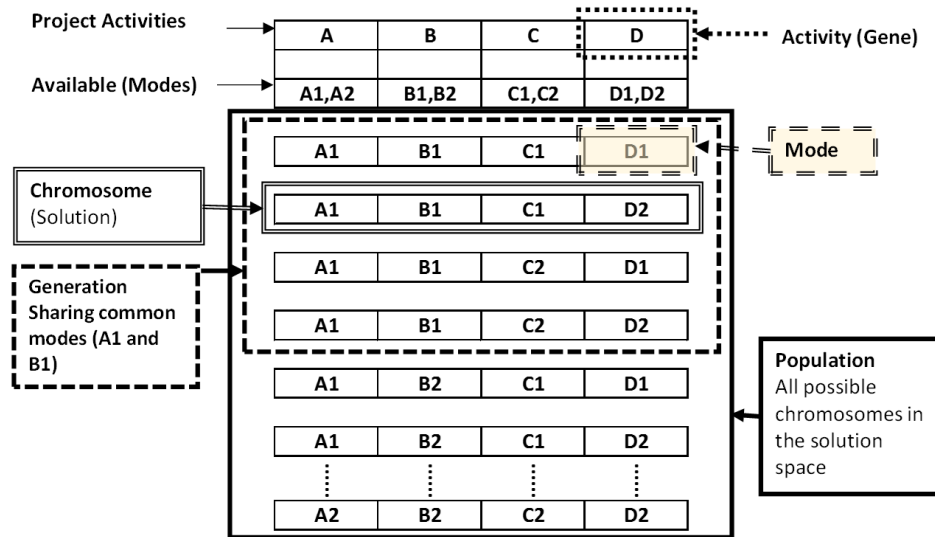 Project Activities
A B C D
Activity (Gene)
Available (Modes)
A1,A2 B1,B2 C1,C2 D1,D2
A1 B1 C1 D1
Mode
Chromosome
(Solution)
A1 B1 C1 D2
A1 B1 C2 D1
Generation
Sharing common
modes (A1 and
B1)
A1 B1 C2 D2
Population
All possible
chromosomes in
the solution
space
A1 B2 C1 D1
A1 B2 C1 D2
A2 B2 C2 D2